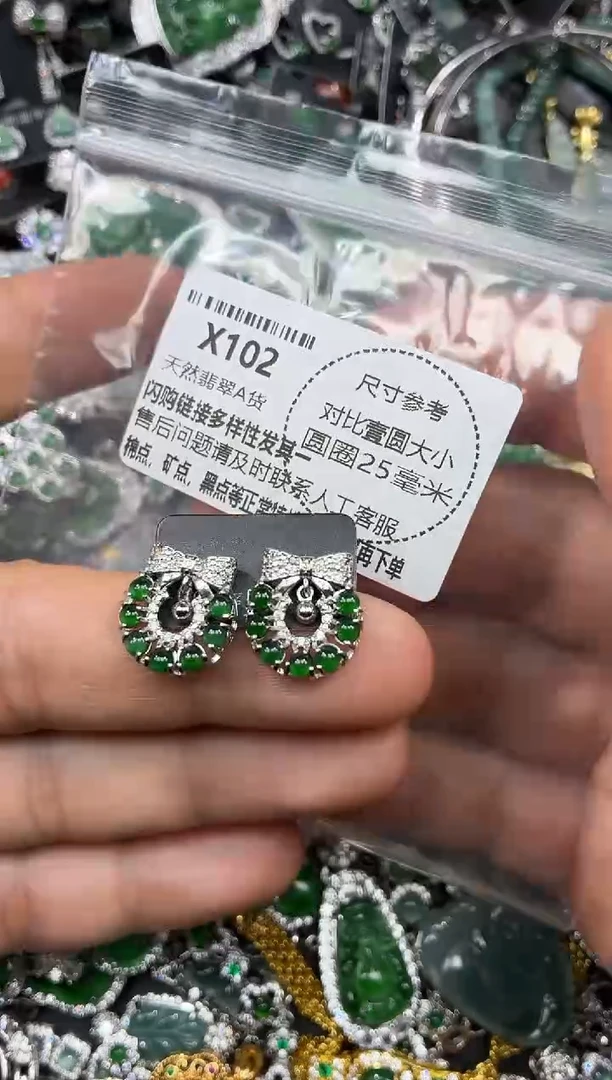 X102
天然翡翠A货
闪购链接多样性发其一
售后问题请及时联系人工客服
棉点，矿点，黑点等正常
再下单
尺寸参考
对比壹圆大小
圆圈25毫米